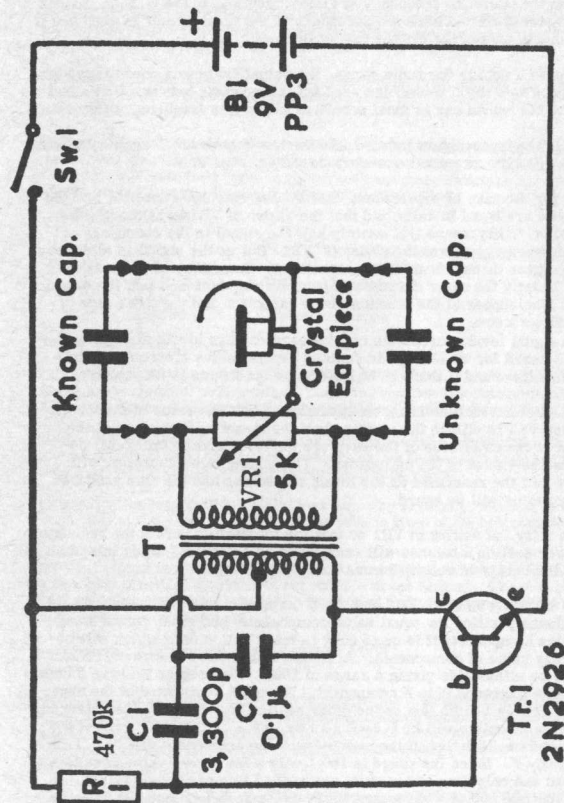 470k
R1
Sw.1
Known Cap.
+
B1
9V
PP3
T1
C1
3,300p
C2
0·1µ
VR1
5K
Crystal
Earpiece
Unknown Cap.
b
c
e
Tr.
2N2926